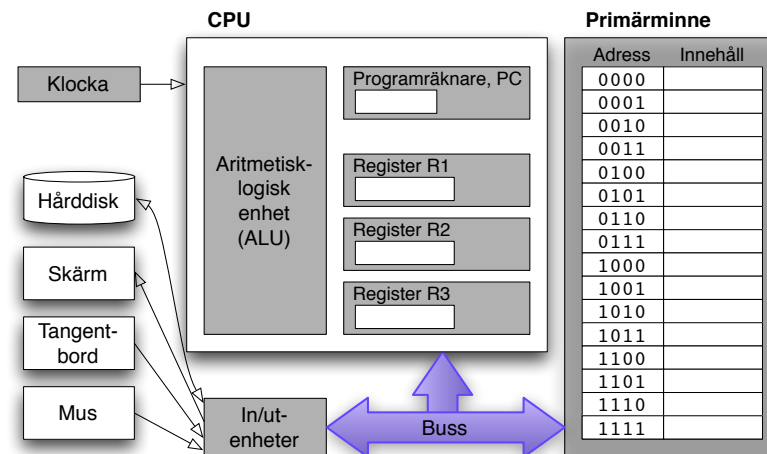 CPU
Primärminne
Klocka
Hårddisk
Skärm
Tangent-
bord
Mus
Aritmetisk-
logisk
enhet
(ALU)
Programräknare, PC
Register R1
Register R2
Register R3
In/ut-
enheter
Buss
Adress Innehåll
0000
0001
0010
0011
0100
0101
0110
0111
1000
1001
1010
1011
1100
1101
1110
1111